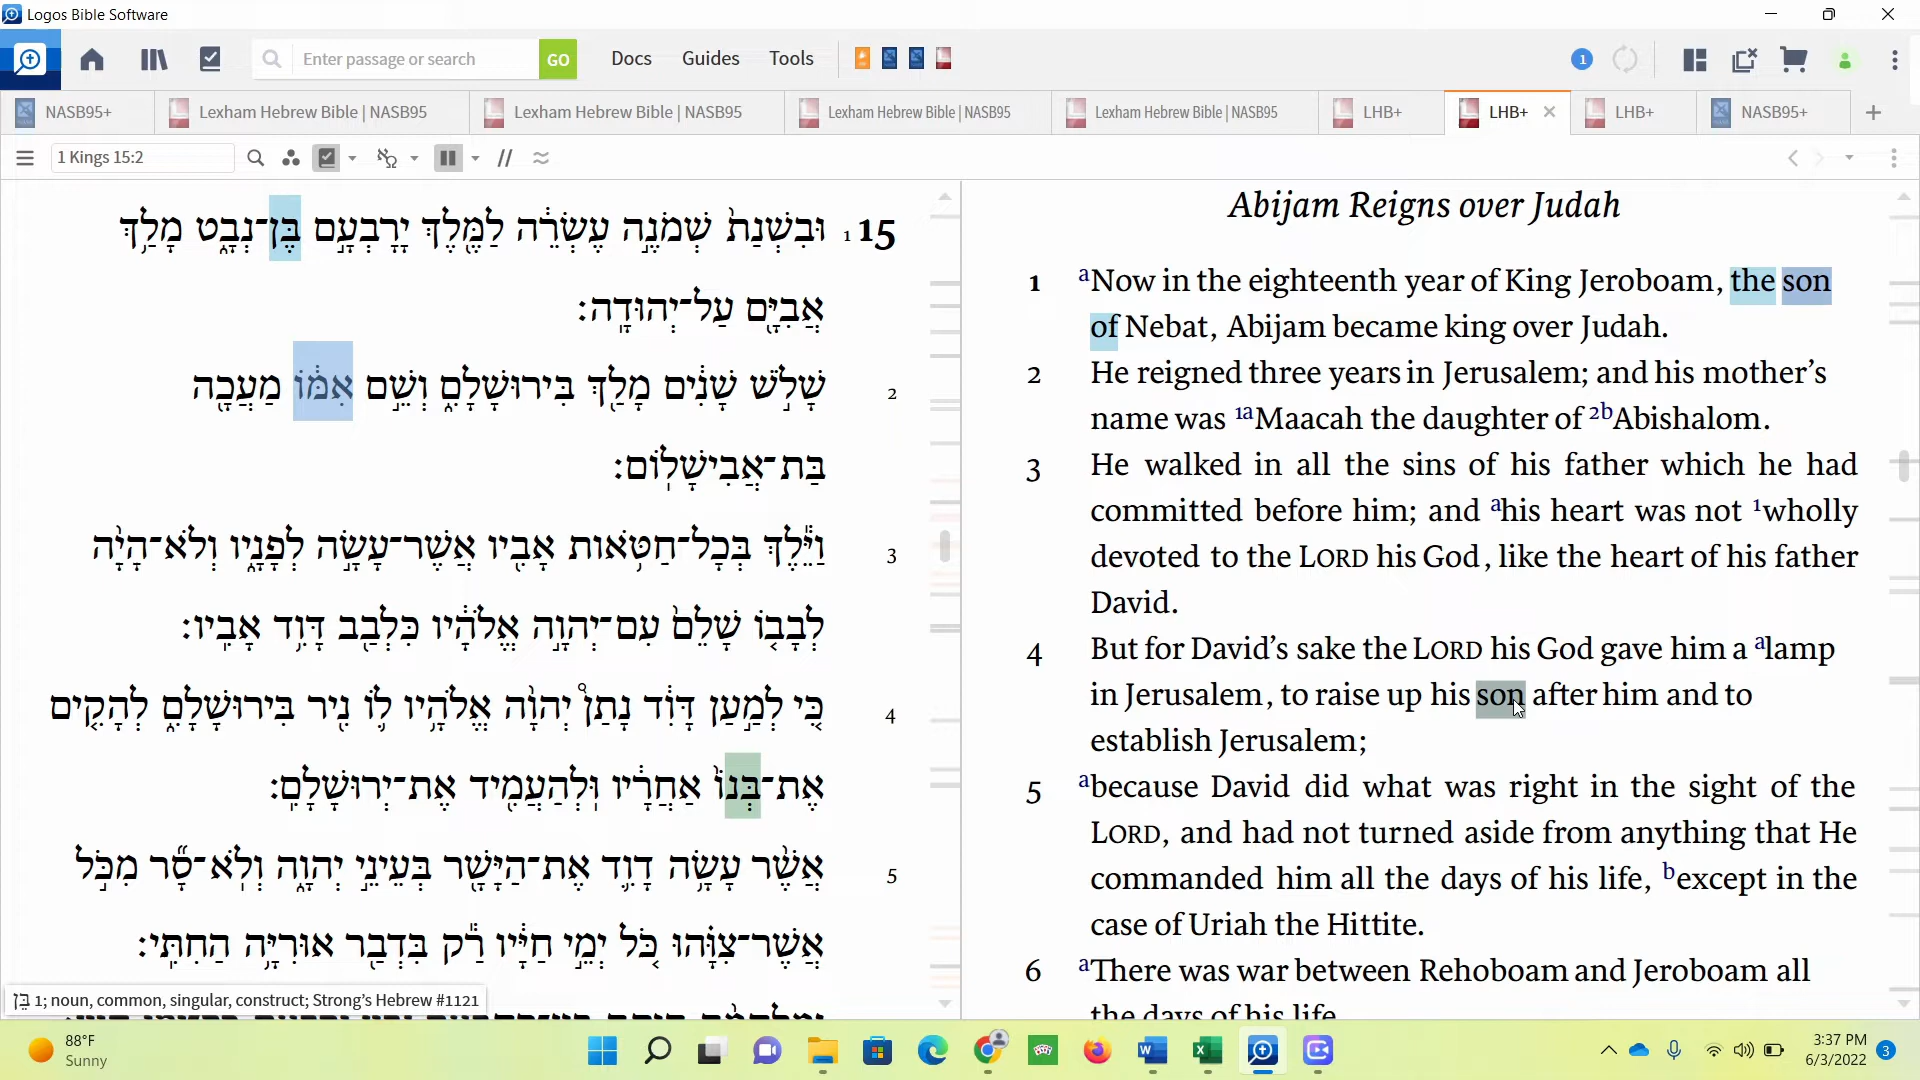 Logos Bible Software
Enter passage or search
GO
Docs
Guides
Tools
1
NASB95+
Lexham Hebrew Bible | NASB95
Lexham Hebrew Bible | NASB95
Lexham Hebrew Bible | NASB95
Lexham Hebrew Bible | NASB95
LHB+
LHB+
LHB+
NASB95+
1 Kings 15:2
15 1 וּבִשְׁנַת֙ שְׁמֹנֶ֣ה עֶשְׂרֵ֔ה לַמֶּ֖לֶךְ יָרָבְעָ֣ם בֶּן־נְבָ֑ט מָלַ֥ךְ
אֲבִיָּ֖ם עַל־יְהוּדָֽה׃
2 שָׁלֹ֣שׁ שָׁנִ֔ים מָלַ֖ךְ בִּירוּשָׁלִָ֑ם וְשֵׁ֣ם אִמּ֔וֹ מַעֲכָ֖ה
בַּת־אֲבִישָׁלֽוֹם׃
3 וַיֵּ֕לֶךְ בְּכָל־חַטֹּ֥אות אָבִ֖יו אֲשֶׁר־עָשָׂ֣ה לְפָנָ֑יו וְלֹא־הָיָ֨ה
לְבָב֤וֹ שָׁלֵם֙ עִם־יְהוָ֣ה אֱלֹהָ֔יו כִּלְבַ֖ב דָּוִ֥ד אָבִֽיו׃
4 כִּ֚י לְמַ֣עַן דָּוִ֔ד נָתַן֩ יְהוָ֨ה אֱלֹהָ֥יו ל֛וֹ נִ֖יר בִּירוּשָׁלִָ֑ם לְהָקִ֤ים
אֶת־בְּנוֹ֙ אַחֲרָ֔יו וּֽלְהַעֲמִ֖יד אֶת־יְרוּשָׁלִָֽם׃
5 אֲשֶׁ֨ר עָשָׂ֥ה דָוִ֛ד אֶת־הַיָּשָׁ֖ר בְּעֵינֵ֣י יְהוָ֑ה וְלֹֽא־סָ֞ר מִכֹּ֣ל
אֲשֶׁר־צִוָּ֗הוּ כֹּ֚ל יְמֵ֣י חַיָּ֔יו רַ֕ק בִּדְבַ֖ר אוּרִיָּ֥ה הַחִתִּֽי׃
Abijam Reigns over Judah
1 aNow in the eighteenth year of King Jeroboam, the son
of Nebat, Abijam became king over Judah.
2 He reigned three years in Jerusalem; and his mother’s
name was 1aMaacah the daughter of 2bAbishalom.
3 He walked in all the sins of his father which he had
committed before him; and ahis heart was not 1wholly
devoted to the LORD his God, like the heart of his father
David.
4 But for David’s sake the LORD his God gave him a alamp
in Jerusalem, to raise up his son after him and to
establish Jerusalem;
5 abecause David did what was right in the sight of the
LORD, and had not turned aside from anything that He
commanded him all the days of his life, bexcept in the
case of Uriah the Hittite.
6 aThere was war between Rehoboam and Jeroboam all
the days of his life.
בֵּן 1; noun, common, singular, construct; Strong’s Hebrew #1121
88°F
Sunny
3:37 PM
6/3/2022
3